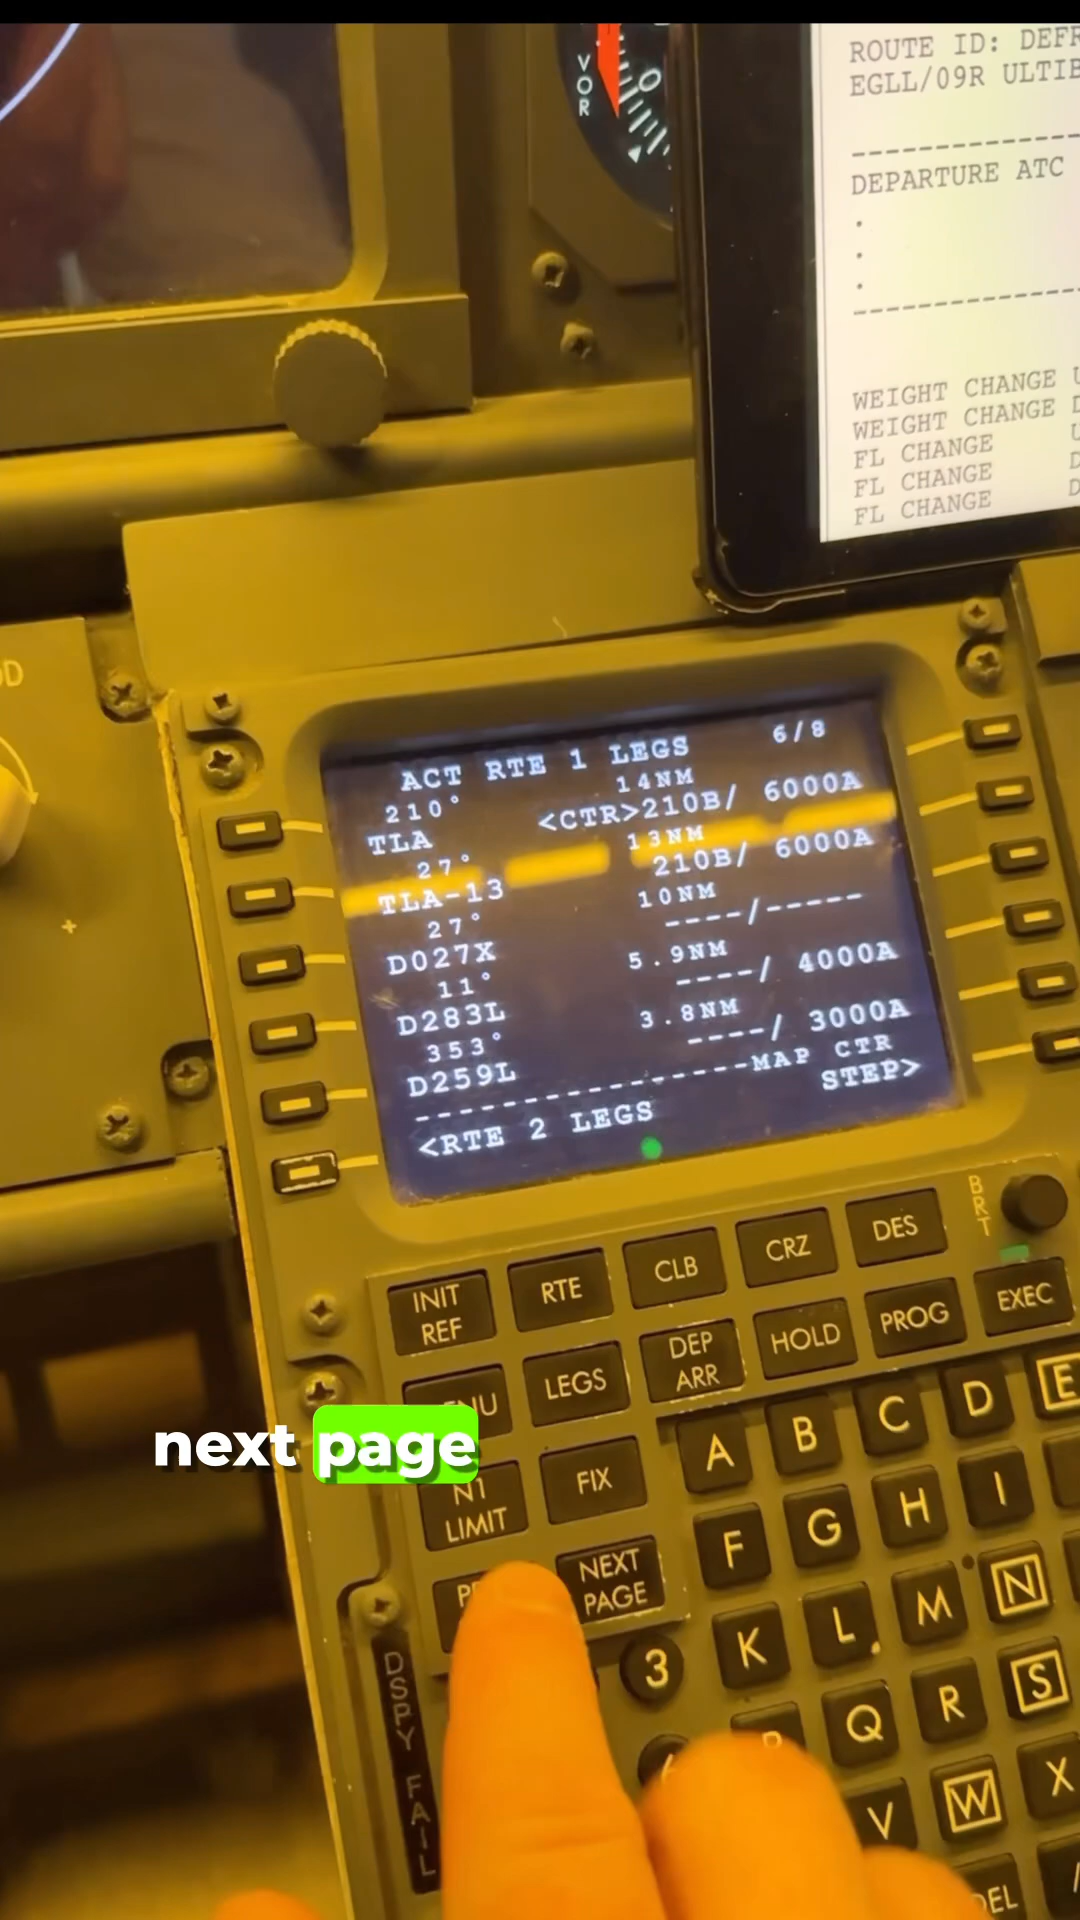 VOR
ROUTE ID:
EGLL/09R
DEPARTURE ATC
.
.
.
WEIGHT CHANGE
WEIGHT CHANGE
FL CHANGE
FL CHANGE
FL CHANGE
ACT RTE 1 LEGS 6/8
210° 14NM
TLA <CTR>210B/ 6000A
27° 13NM
TLA-13 210B/ 6000A
27° 10NM
D027X ----/-----
11° 5.9NM
D283L ----/ 4000A
353° 3.8NM
D259L ----/ 3000A
----------------MAP CTR
<RTE 2 LEGS STEP>
BRT
INIT REF
RTE
CLB
CRZ
DES
LEGS
DEP ARR
HOLD
PROG
EXEC
next page
N1 LIMIT
FIX
NEXT PAGE
A B C D E
F G H I
K L M N
3
Q R S
V W X
DSPY FAIL